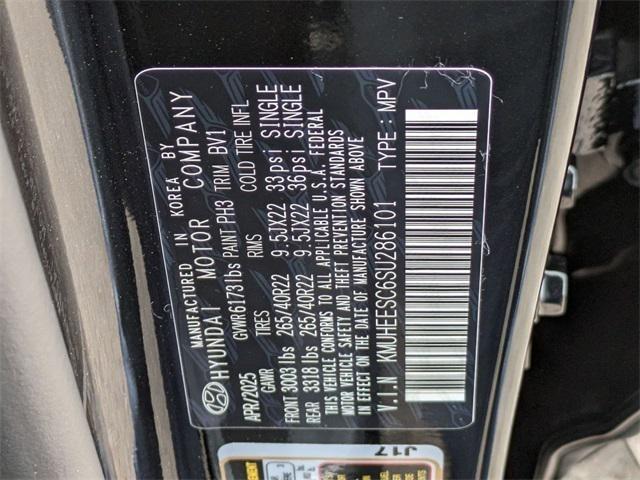 MANUFACTURED IN KOREA BY
HYUNDAI MOTOR COMPANY
APR/2025 GVWR6173lbs PAINT PH3 TRIM BV1
GAWR TIRES RIMS COLD TIRE INFL
FRONT 3003 lbs 265/40R22 9.5JX22 33psi SINGLE
REAR 3318 lbs 265/40R22 9.5JX22 36psi SINGLE
THIS VEHICLE CONFORMS TO ALL APPLICABLE U.S.A. FEDERAL
MOTOR VEHICLE SAFETY AND THEFT PREVENTION STANDARDS
IN EFFECT ON THE DATE OF MANUFACTURE SHOWN ABOVE
V.I.N KMUHEESC6SU286101 TYPE : MPV
J17